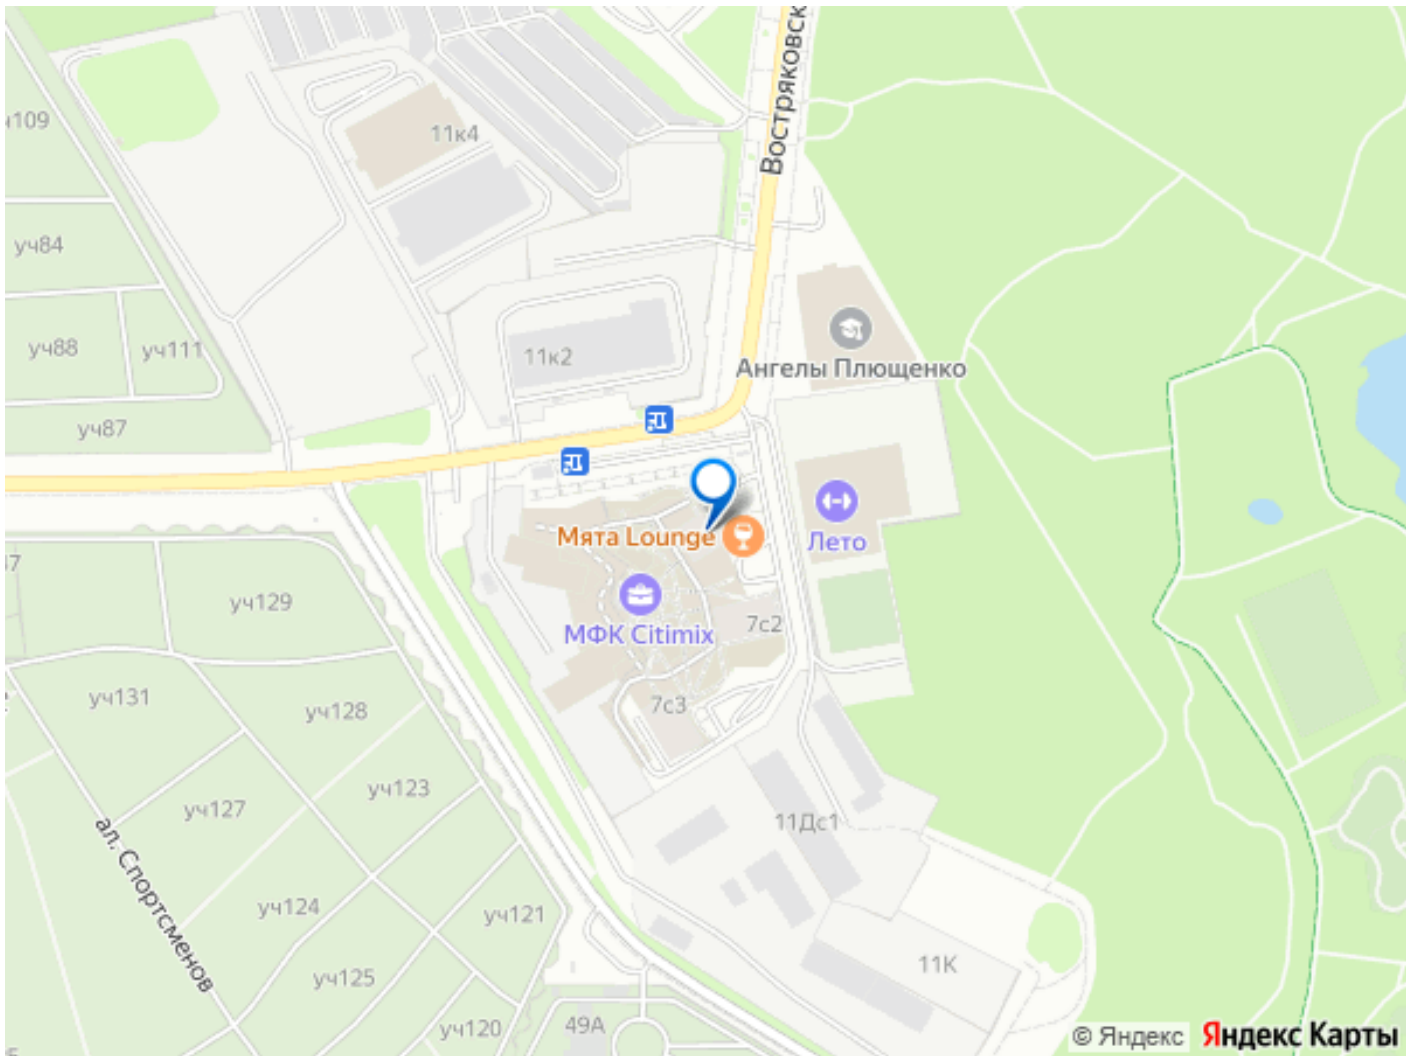 Востряковск
ч109
11к4
уч84
уч88
уч111
11к2
Ангелы Плющенко
уч87
Мята Lounge
Лето
уч129
МФК Citimix
7с2
уч131
уч128
7с3
уч123
уч127
11Дс1
ал. Спортсменов
уч124
уч121
11К
уч125
уч120
49А
© Яндекс Яндекс Карты